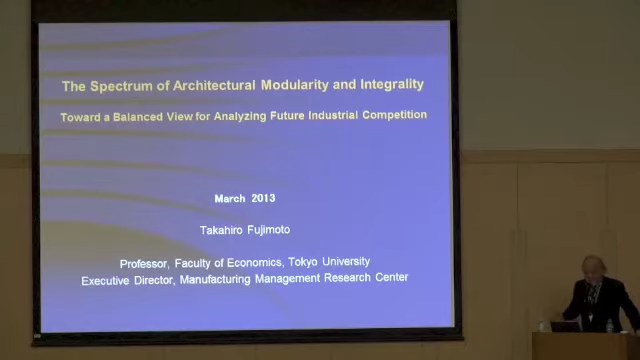 The Spectrum of Architectural Modularity and Integrality
Toward a Balanced View for Analyzing Future Industrial Competition
March 2013
Takahiro Fujimoto
Professor, Faculty of Economics, Tokyo University
Executive Director, Manufacturing Management Research Center